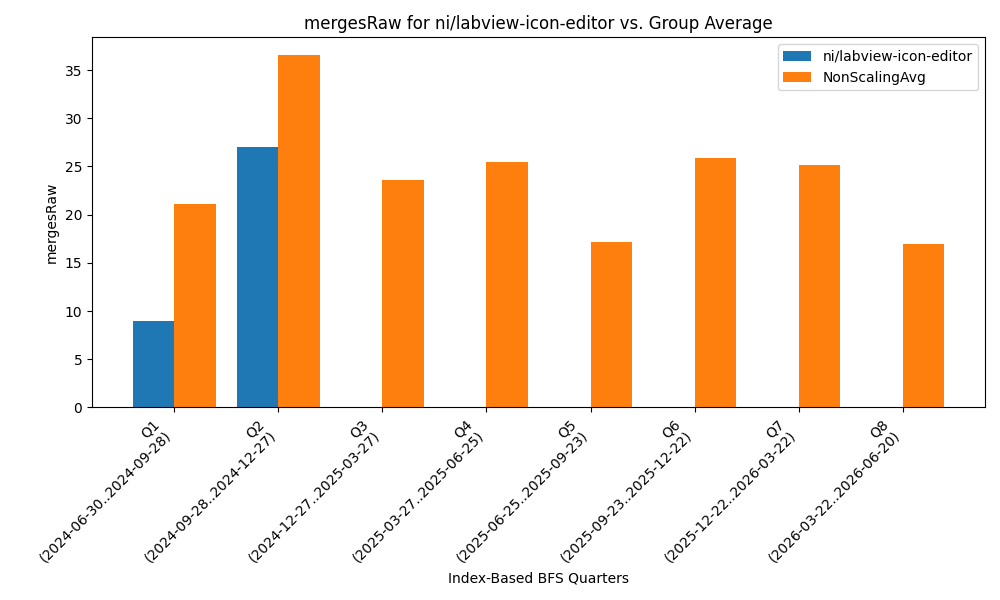 mergesRaw for ni/labview-icon-editor vs. Group Average
ni/labview-icon-editor
NonScalingAvg
mergesRaw
35
30
25
20
15
10
5
0
Q1
(2024-06-30..2024-09-28)
Q2
(2024-09-28..2024-12-27)
Q3
(2024-12-27..2025-03-27)
Q4
(2025-03-27..2025-06-25)
Q5
(2025-06-25..2025-09-23)
Q6
(2025-09-23..2025-12-22)
Q7
(2025-12-22..2026-03-22)
Q8
(2026-03-22..2026-06-20)
Index-Based BFS Quarters